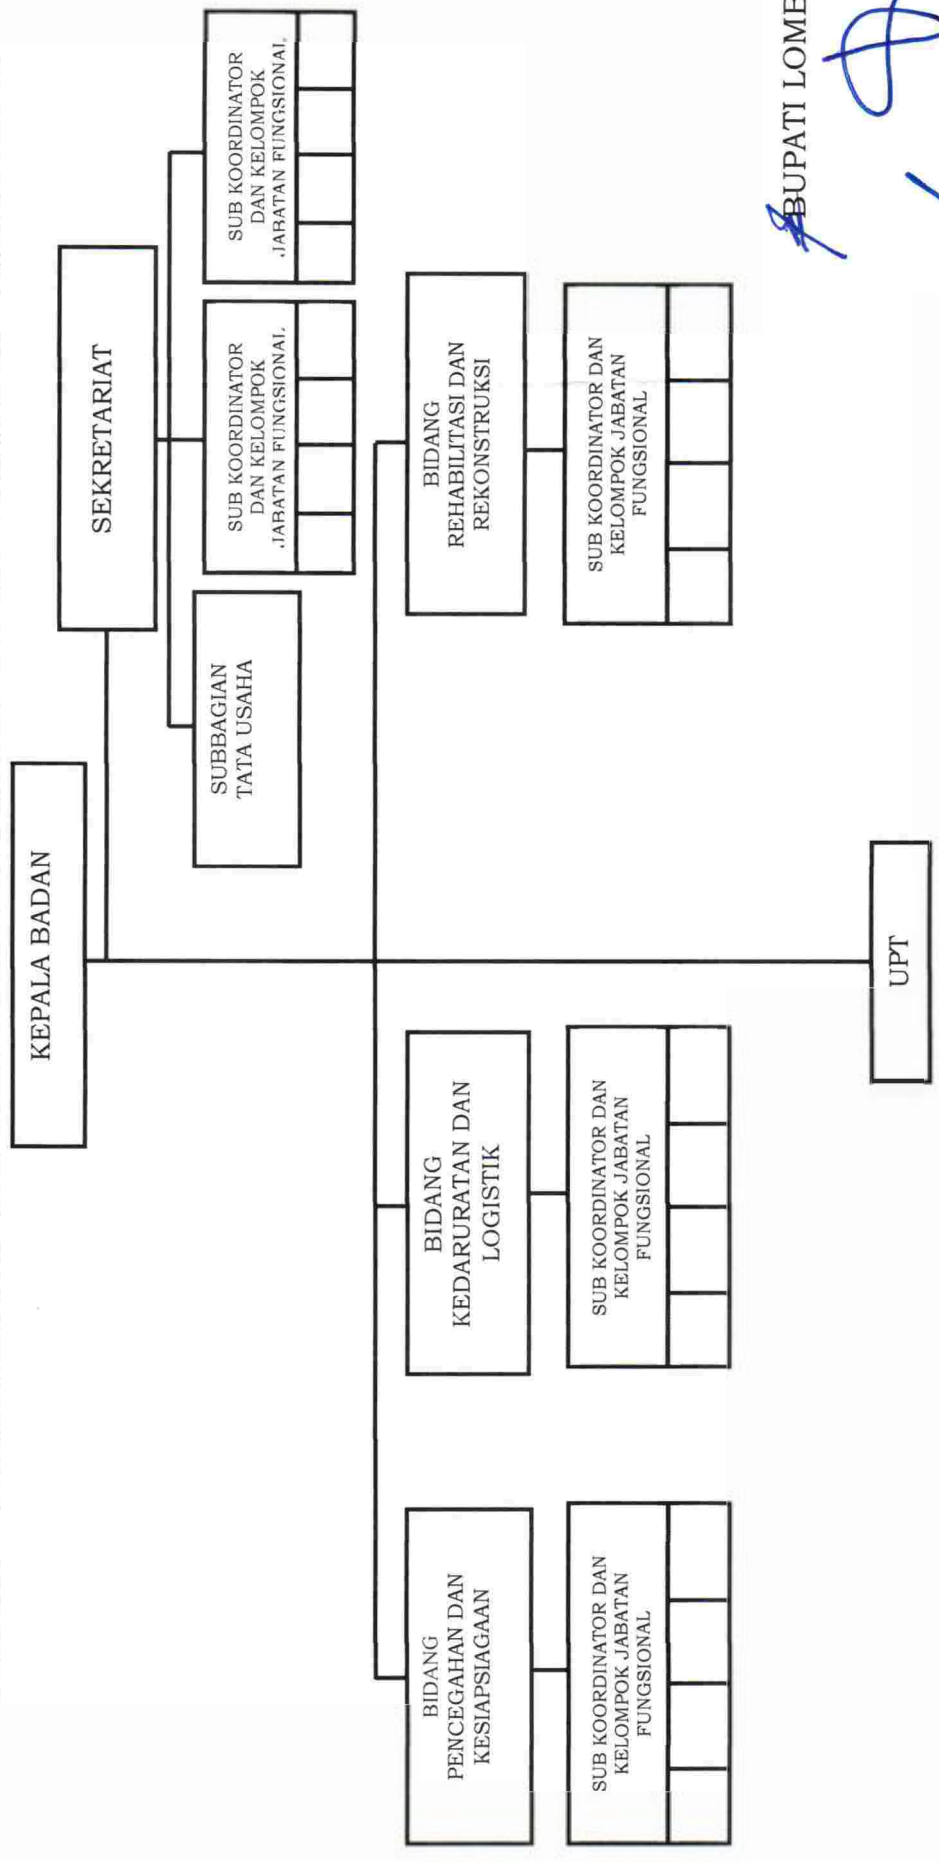 KEPALA BADAN
SEKRETARIAT
SUBBAGIAN
TATA USAHA
SUB KOORDINATOR
DAN KELOMPOK
JABATAN FUNGSIONAL
SUB KOORDINATOR
DAN KELOMPOK
JABATAN FUNGSIONAL
BIDANG
PENCEGAHAN DAN
KESIAPSIAGAAN
BIDANG
KEDARURATAN DAN
LOGISTIK
BIDANG
REHABILITASI DAN
REKONSTRUKSI
SUB KOORDINATOR DAN
KELOMPOK JABATAN
FUNGSIONAL
SUB KOORDINATOR DAN
KELOMPOK JABATAN
FUNGSIONAL
SUB KOORDINATOR DAN
KELOMPOK JABATAN
FUNGSIONAL
UPT
BUPATI LOMB